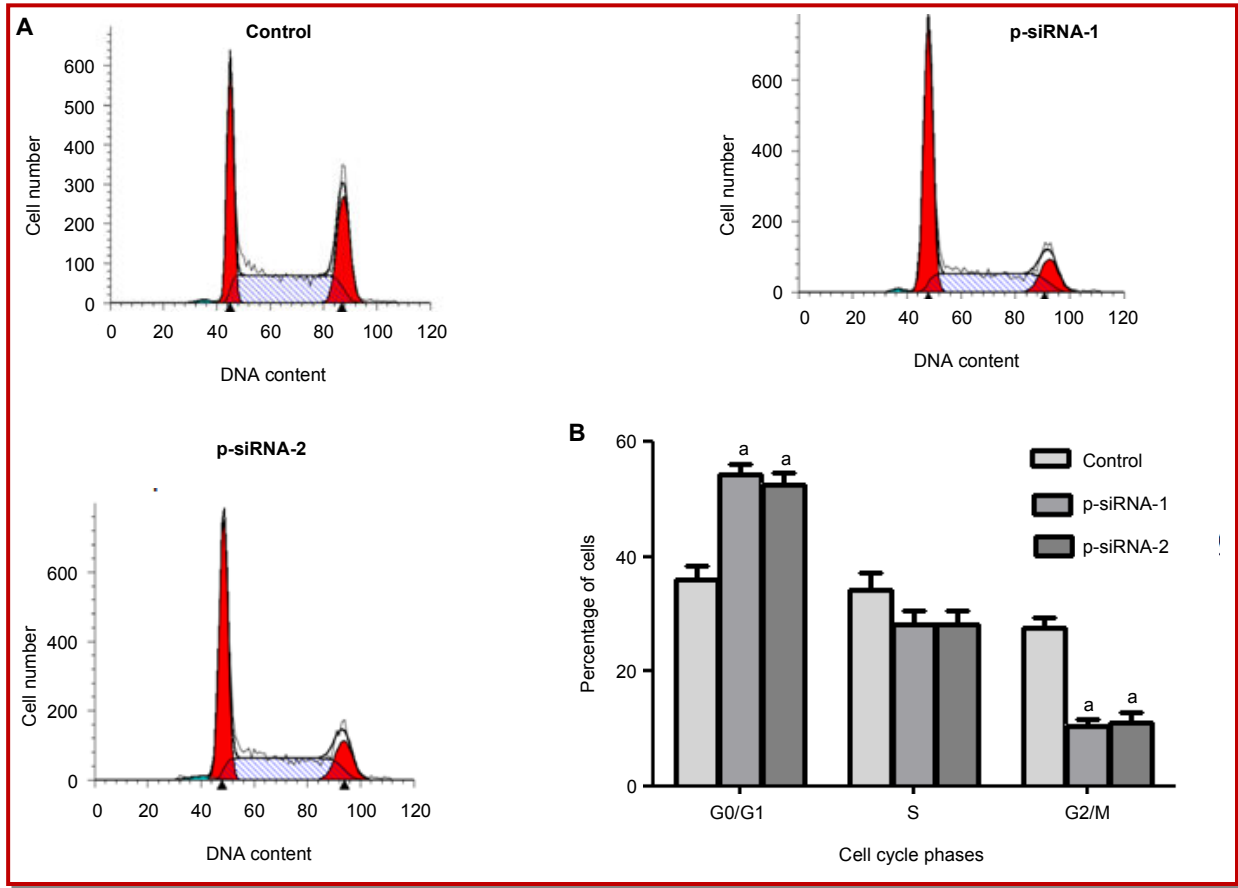 A
Control
600
500
400
300
200
100
0
Cell number
0 20 40 60 80 100 120
DNA content
p-siRNA-1
600
400
200
0
Cell number
0 20 40 60 80 100 120
DNA content
p-siRNA-2
600
400
200
0
Cell number
0 20 40 60 80 100 120
DNA content
B
60
40
20
0
Percentage of cells
a a
a a
Control
p-siRNA-1
p-siRNA-2
G0/G1 S G2/M
Cell cycle phases